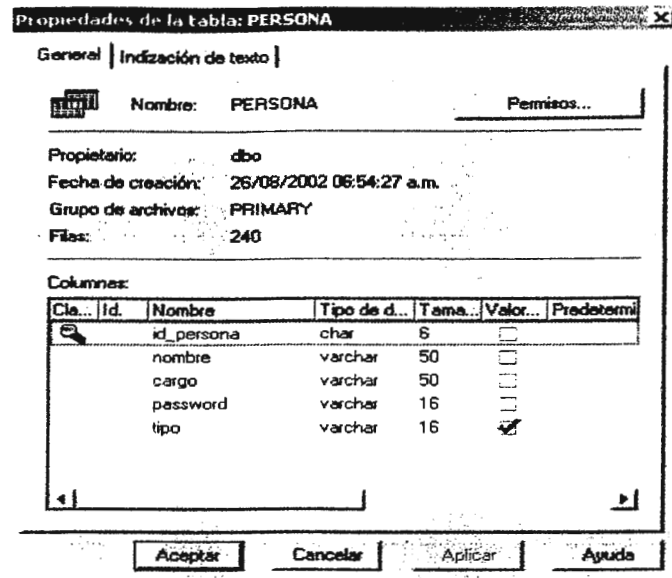 Propiedades de la tabla: PERSONA
General Indización de texto
Nombre: PERSONA Permisos...
Propietario: dbo
Fecha de creación: 26/08/2002 06:54:27 a.m.
Grupo de archivos: PRIMARY
Filas: 240
Columnas:
Cla... Id. Nombre Tipo de d... Tama... Valor... Predetermi
id_persona char 6
nombre varchar 50
cargo varchar 50
password varchar 16
tipo varchar 16
Aceptar Cancelar Aplicar Ayuda